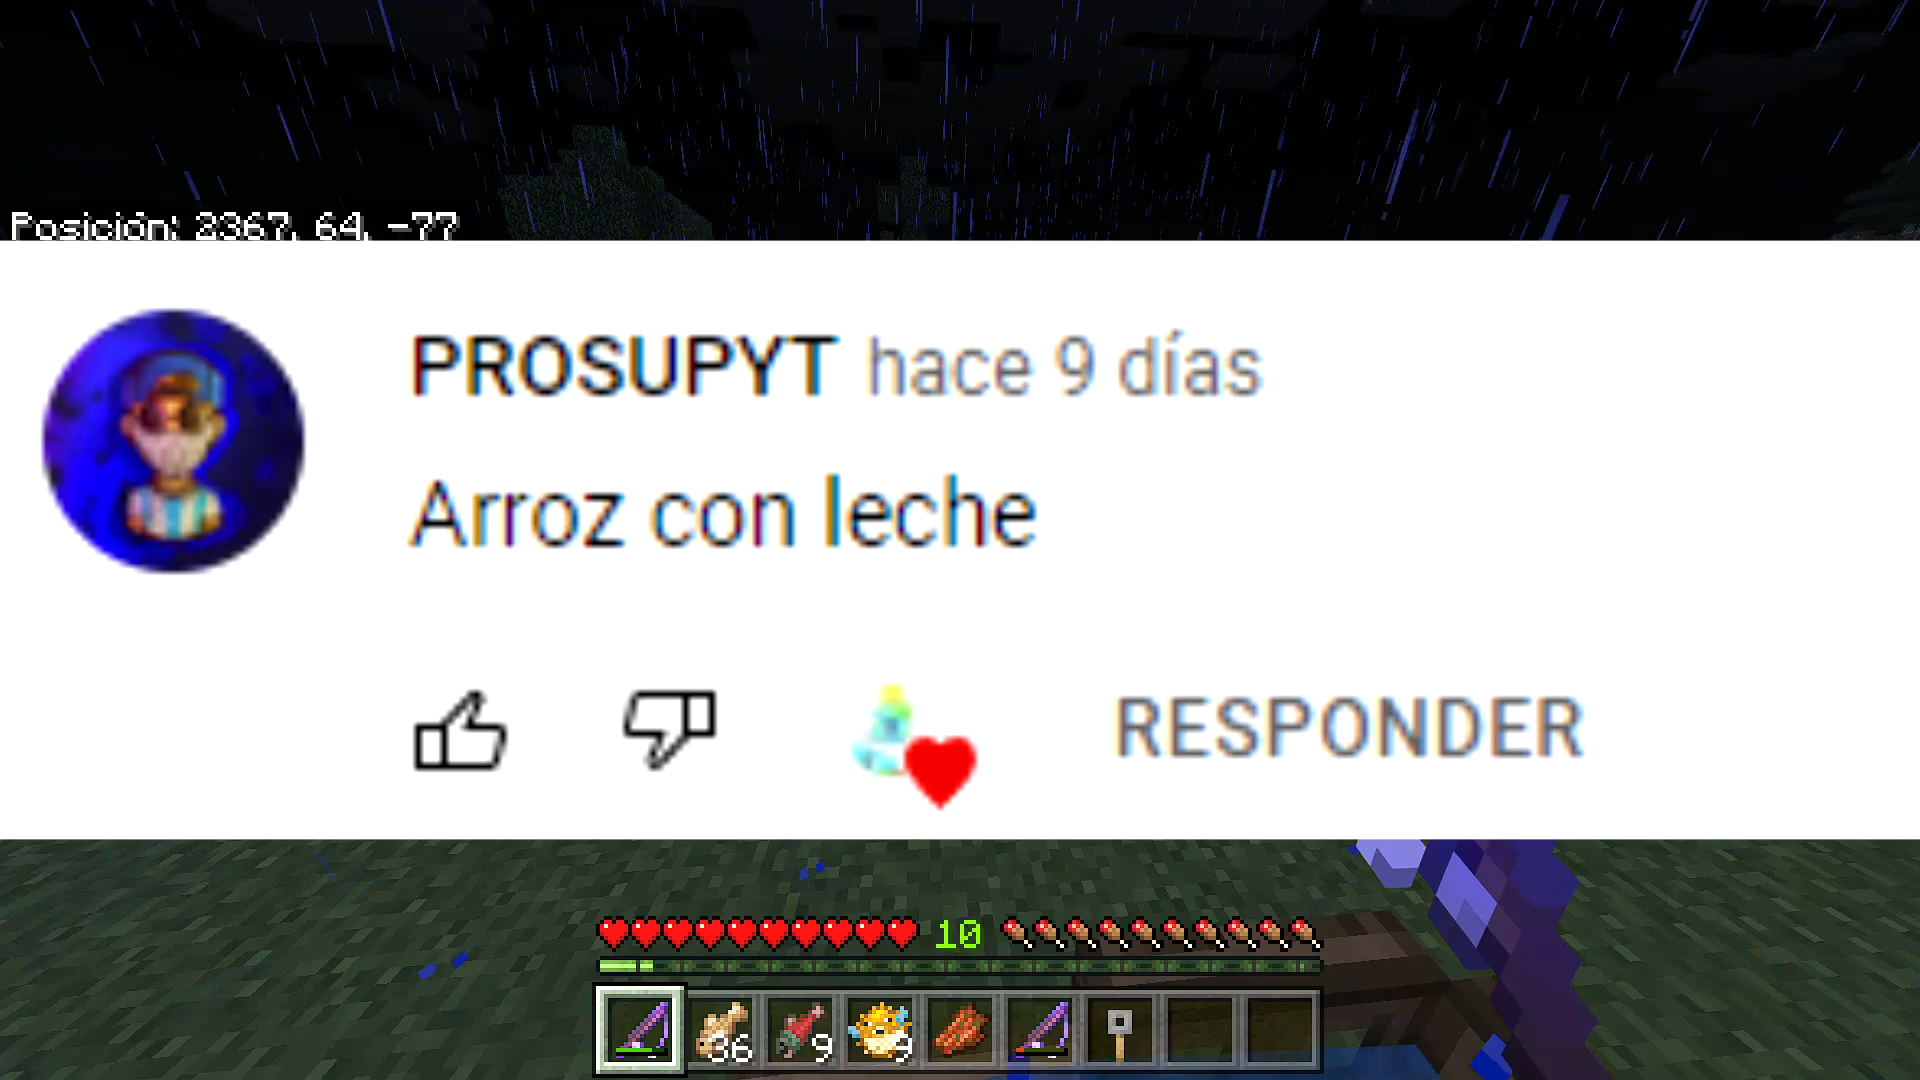 Posición: 2367, 64, -77
PROSUPYT hace 9 días
Arroz con leche
RESPONDER
10
36 9 9